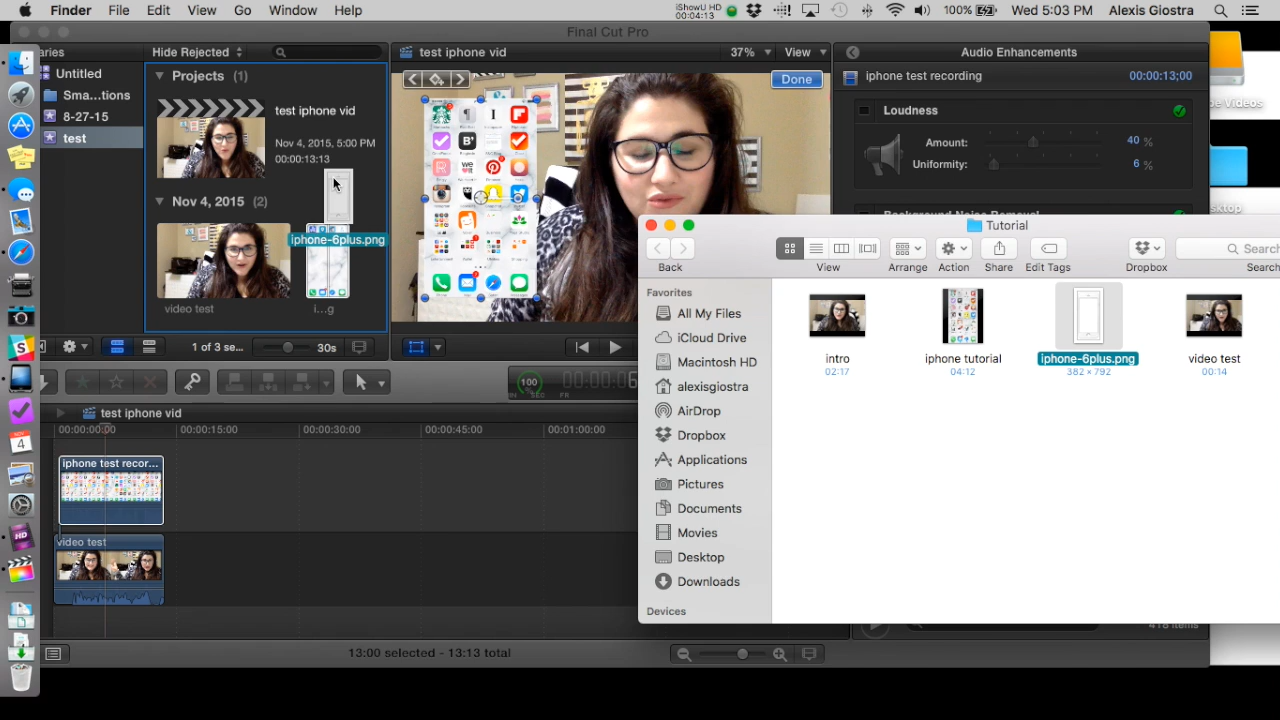 Finder File Edit View Go Window Help
iShowU HD
00:04:13
100% Wed 5:03 PM Alexis Giostra
Final Cut Pro
aries
Hide Rejected
test iphone vid
37%
View
Audio Enhancements
Untitled
Sma...tions
8-27-15
test
Projects (1)
test iphone vid
Nov 4, 2015, 5:00 PM
00:00:13:13
Nov 4, 2015 (2)
iphone-6plus.png
video test
i...g
Done
iphone test recording
00:00:13;00
Loudness
Amount:
40 %
Uniformity:
6 %
Background Noise Removal
Tutorial
Back
View
Arrange
Action
Share
Edit Tags
Dropbox
Search
Favorites
All My Files
iCloud Drive
Macintosh HD
alexisgiostra
AirDrop
Dropbox
Applications
Pictures
Documents
Movies
Desktop
Downloads
Devices
intro
02:17
iphone tutorial
04:12
iphone-6plus.png
382 × 792
video test
00:14
1 of 3 se...
30s
100
test iphone vid
00:00:00:00
00:00:15:00
00:00:30:00
00:00:45:00
00:01:00:00
iphone test recor...
video test
13:00 selected - 13:13 total